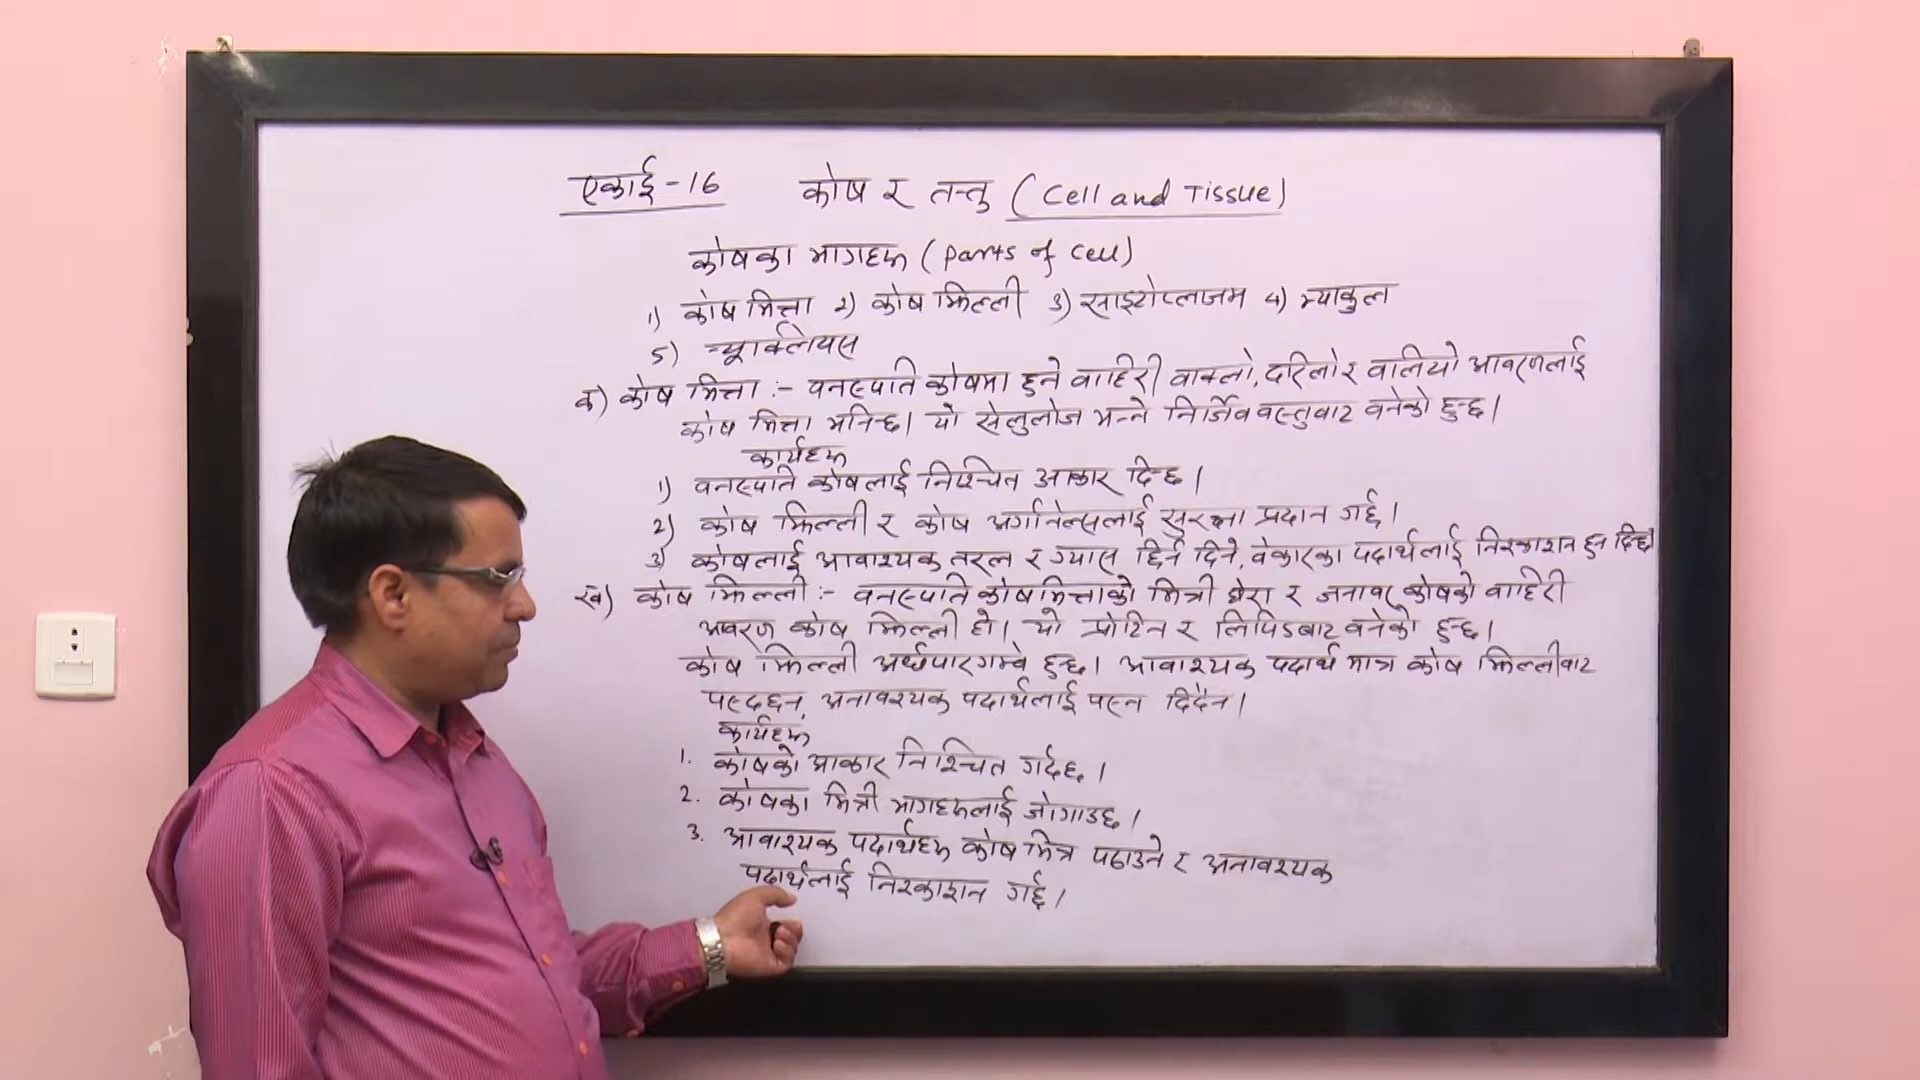 एकाई-16 कोष र तन्तु (Cell and Tissue)
कोषका भागहरू (Parts of Cell)
1) कोष भित्ता 2) कोष झिल्ली 3) साइटोप्लाजम 4) भ्याकुल
5) न्यूक्लियस
क) कोष भित्ता :- वनस्पति कोषमा हुने बाहिरी बाक्लो, दरिलो र बलियो आवरणलाई
कोष भित्ता भनिन्छ। यो सेलुलोज भन्ने निर्जिव वस्तुबाट बनेको हुन्छ।
कार्यहरू
1) वनस्पति कोषलाई निश्चित आकार दिन्छ।
2) कोष झिल्ली र कोष अर्गानेल्सलाई सुरक्षा प्रदान गर्छ।
3) कोषलाई आवाश्यक तरल र ग्यास छिर्न दिने, बेकारका पदार्थलाई निश्काशन हुन दिन्छ।
ख) कोष झिल्ली :- वनस्पति कोषभित्ताको भित्री घेरा र जनावर कोषको बाहिरी
आवरण कोष झिल्ली हो। यो प्रोटिन र लिपिडबाट बनेको हुन्छ।
कोष झिल्ली अर्धपारगम्य हुन्छ। आवाश्यक पदार्थ मात्र कोष झिल्लीबाट
पस्दछन्, अनावश्यक पदार्थलाई पस्न दिदैन।
कार्यहरू
1. कोषको आकार निश्चित गर्दछ।
2. कोषका भित्री भागहरूलाई जोगाउछ।
3. आवाश्यक पदार्थहरू कोष भित्र पठाउने र अनावश्यक
पदार्थलाई निश्काशन गर्छ।